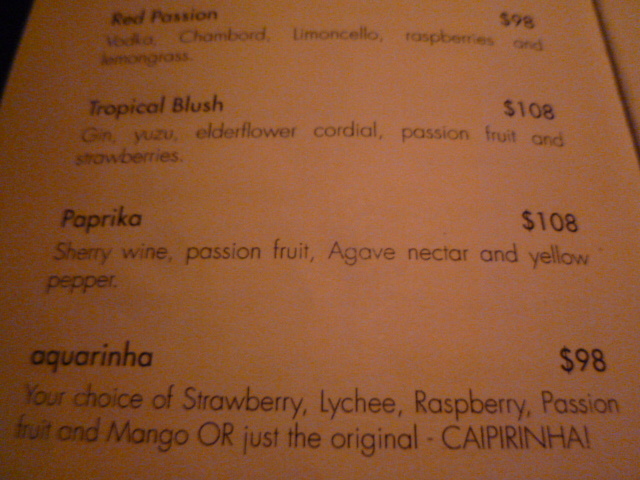 Red Passion $98
Vodka, Chambord, Limoncello, raspberries and
lemongrass.
Tropical Blush $108
Gin, yuzu, elderflower cordial, passion fruit and
strawberries.
Paprika $108
Sherry wine, passion fruit, Agave nectar and yellow
pepper.
aquarinha $98
Your choice of Strawberry, Lychee, Raspberry, Passion
fruit and Mango OR just the original - CAIPIRINHA!